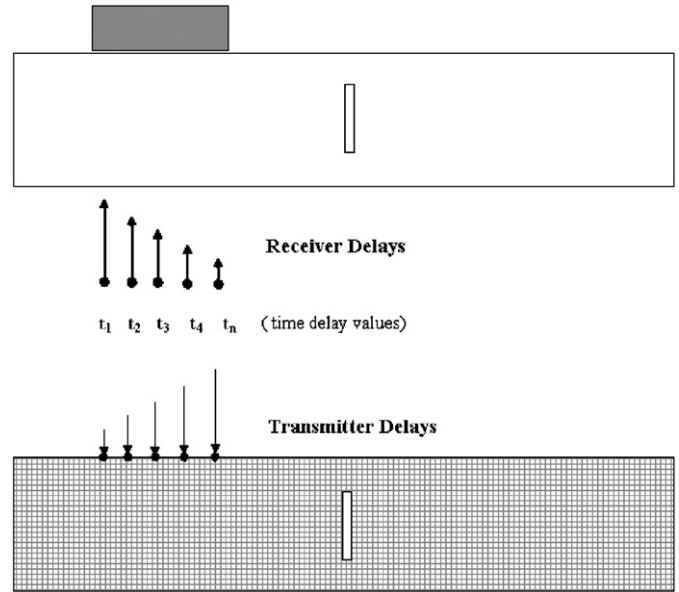 Receiver Delays
t₁ t₂ t₃ t₄ tₙ (time delay values)
Transmitter Delays